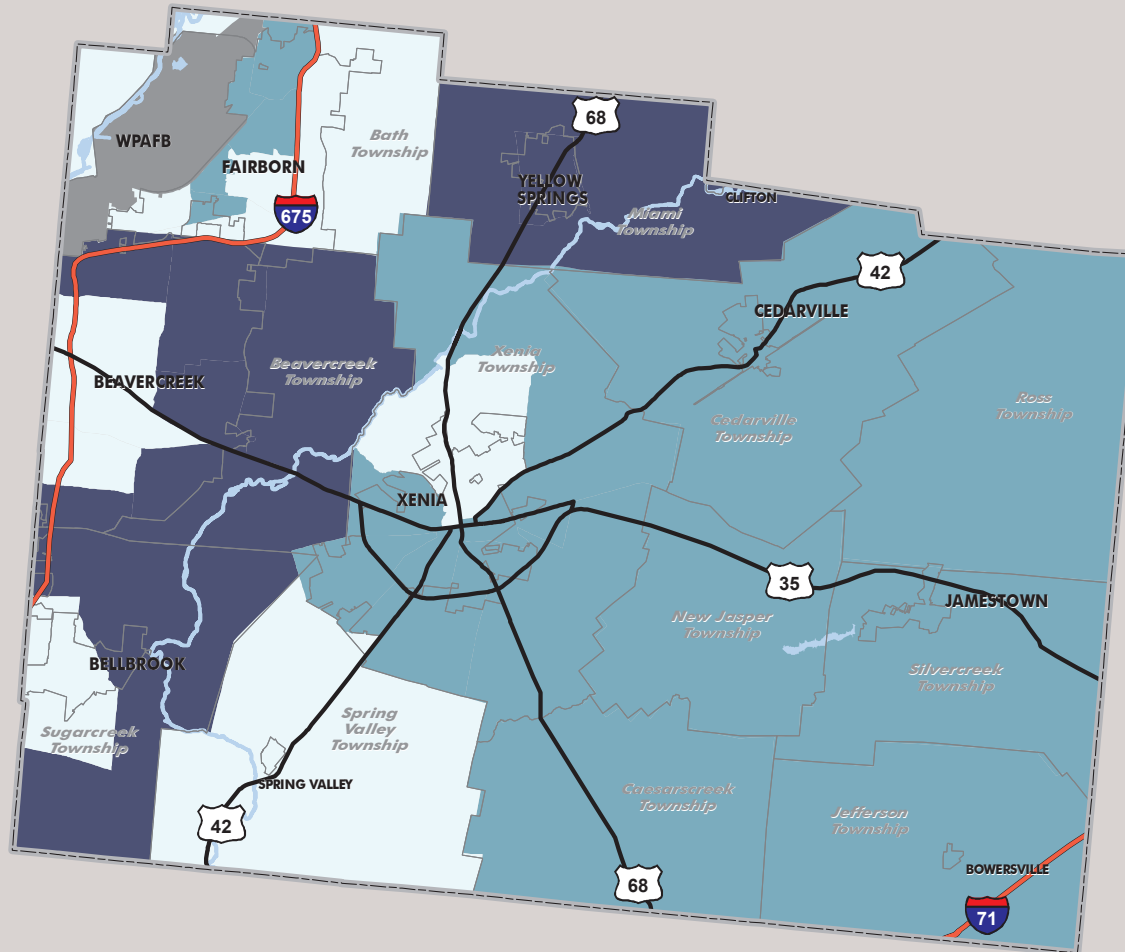 68
WPAFB
Bath
Township
FAIRBORN
YELLOW
SPRINGS
CLIFTON
Miami
Township
675
42
CEDARVILLE
Xenia
Township
Beavercreek
Township
BEAVERCREEK
Ross
Township
Cedarville
Township
XENIA
35
JAMESTOWN
New Jasper
Township
BELLBROOK
Silvercreek
Township
Spring
Valley
Township
Sugarcreek
Township
SPRING VALLEY
Caesarscreek
Township
Jefferson
Township
42
BOWERSVILLE
68
71